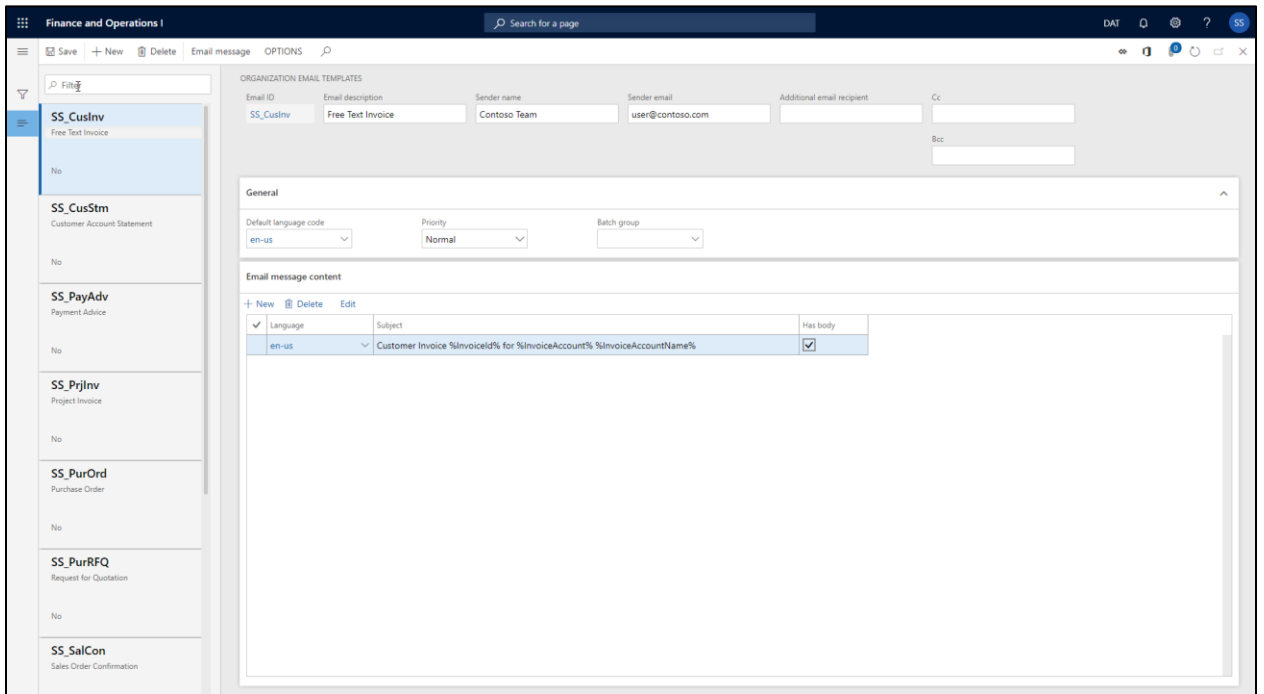 Finance and Operations I
Search for a page
DAT
?
SS
Save
New
Delete
Email message
OPTIONS
0
Filter
SS_CusInv
Free Text Invoice
No
SS_CusStm
Customer Account Statement
No
SS_PayAdv
Payment Advice
No
SS_PrjInv
Project Invoice
No
SS_PurOrd
Purchase Order
No
SS_PurRFQ
Request for Quotation
No
SS_SalCon
Sales Order Confirmation
ORGANIZATION EMAIL TEMPLATES
Email ID
Email description
Sender name
Sender email
Additional email recipient
Cc
SS_CusInv
Free Text Invoice
Contoso Team
user@contoso.com
Bcc
General
Default language code
Priority
Batch group
en-us
Normal
Email message content
New
Delete
Edit
Language
Subject
Has body
en-us
Customer Invoice %InvoiceId% for %InvoiceAccount% %InvoiceAccountName%